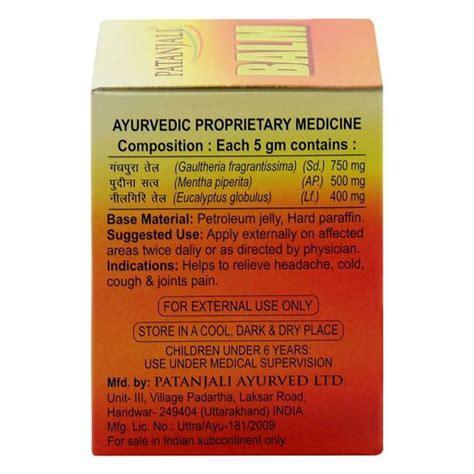 PATANJALI
BALM
AYURVEDIC PROPRIETARY MEDICINE
Composition : Each 5 gm contains :
गंधपुरा तेल (Gaultheria fragrantissima) (Sd.) 750 mg
पुदीना सत्व (Mentha piperita) (AP.) 500 mg
नीलगिरि तेल (Eucalyptus globulus) (Lf.) 400 mg
Base Material: Petroleum jelly, Hard paraffin.
Suggested Use: Apply externally on affected
areas twice daliy or as directed by physician.
Indications: Helps to relieve headache, cold,
cough & joints pain.
FOR EXTERNAL USE ONLY
STORE IN A COOL, DARK & DRY PLACE
CHILDREN UNDER 6 YEARS:
USE UNDER MEDICAL SUPERVISION
Mfd. by: PATANJALI AYURVED LTD.
Unit- III, Village Padartha, Laksar Road,
Haridwar- 249404 (Uttarakhand) INDIA
Mfg. Lic. No.: Uttra/Ayu-181/2009
For sale in Indian subcontinent only.